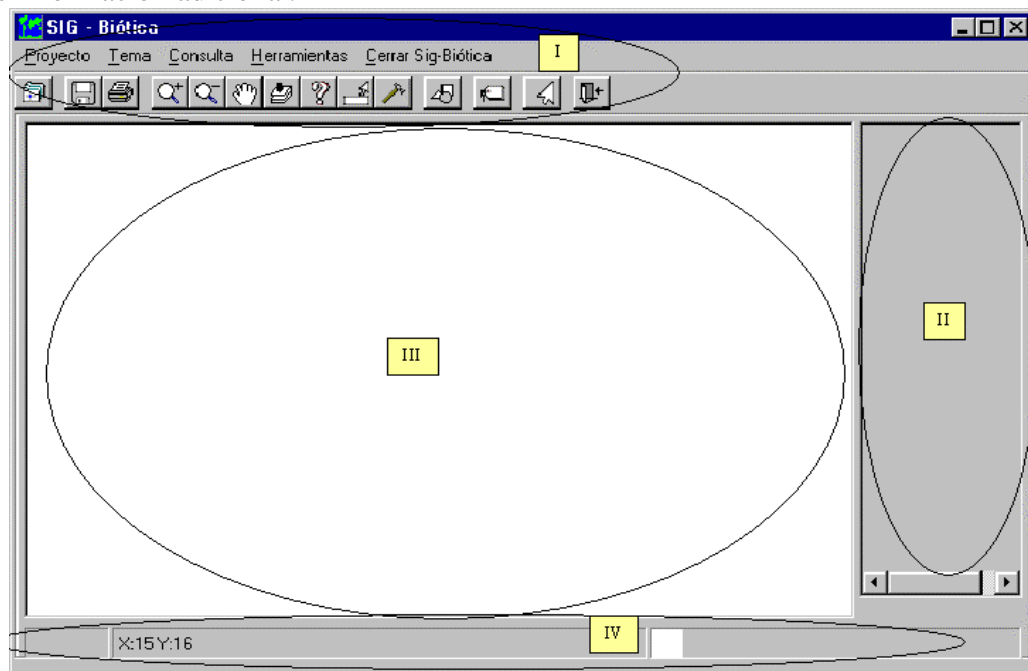 SIG - Biótica
I
Proyecto Tema Consulta Herramientas Cerrar Sig-Biótica
II
III
IV
X:15 Y:16